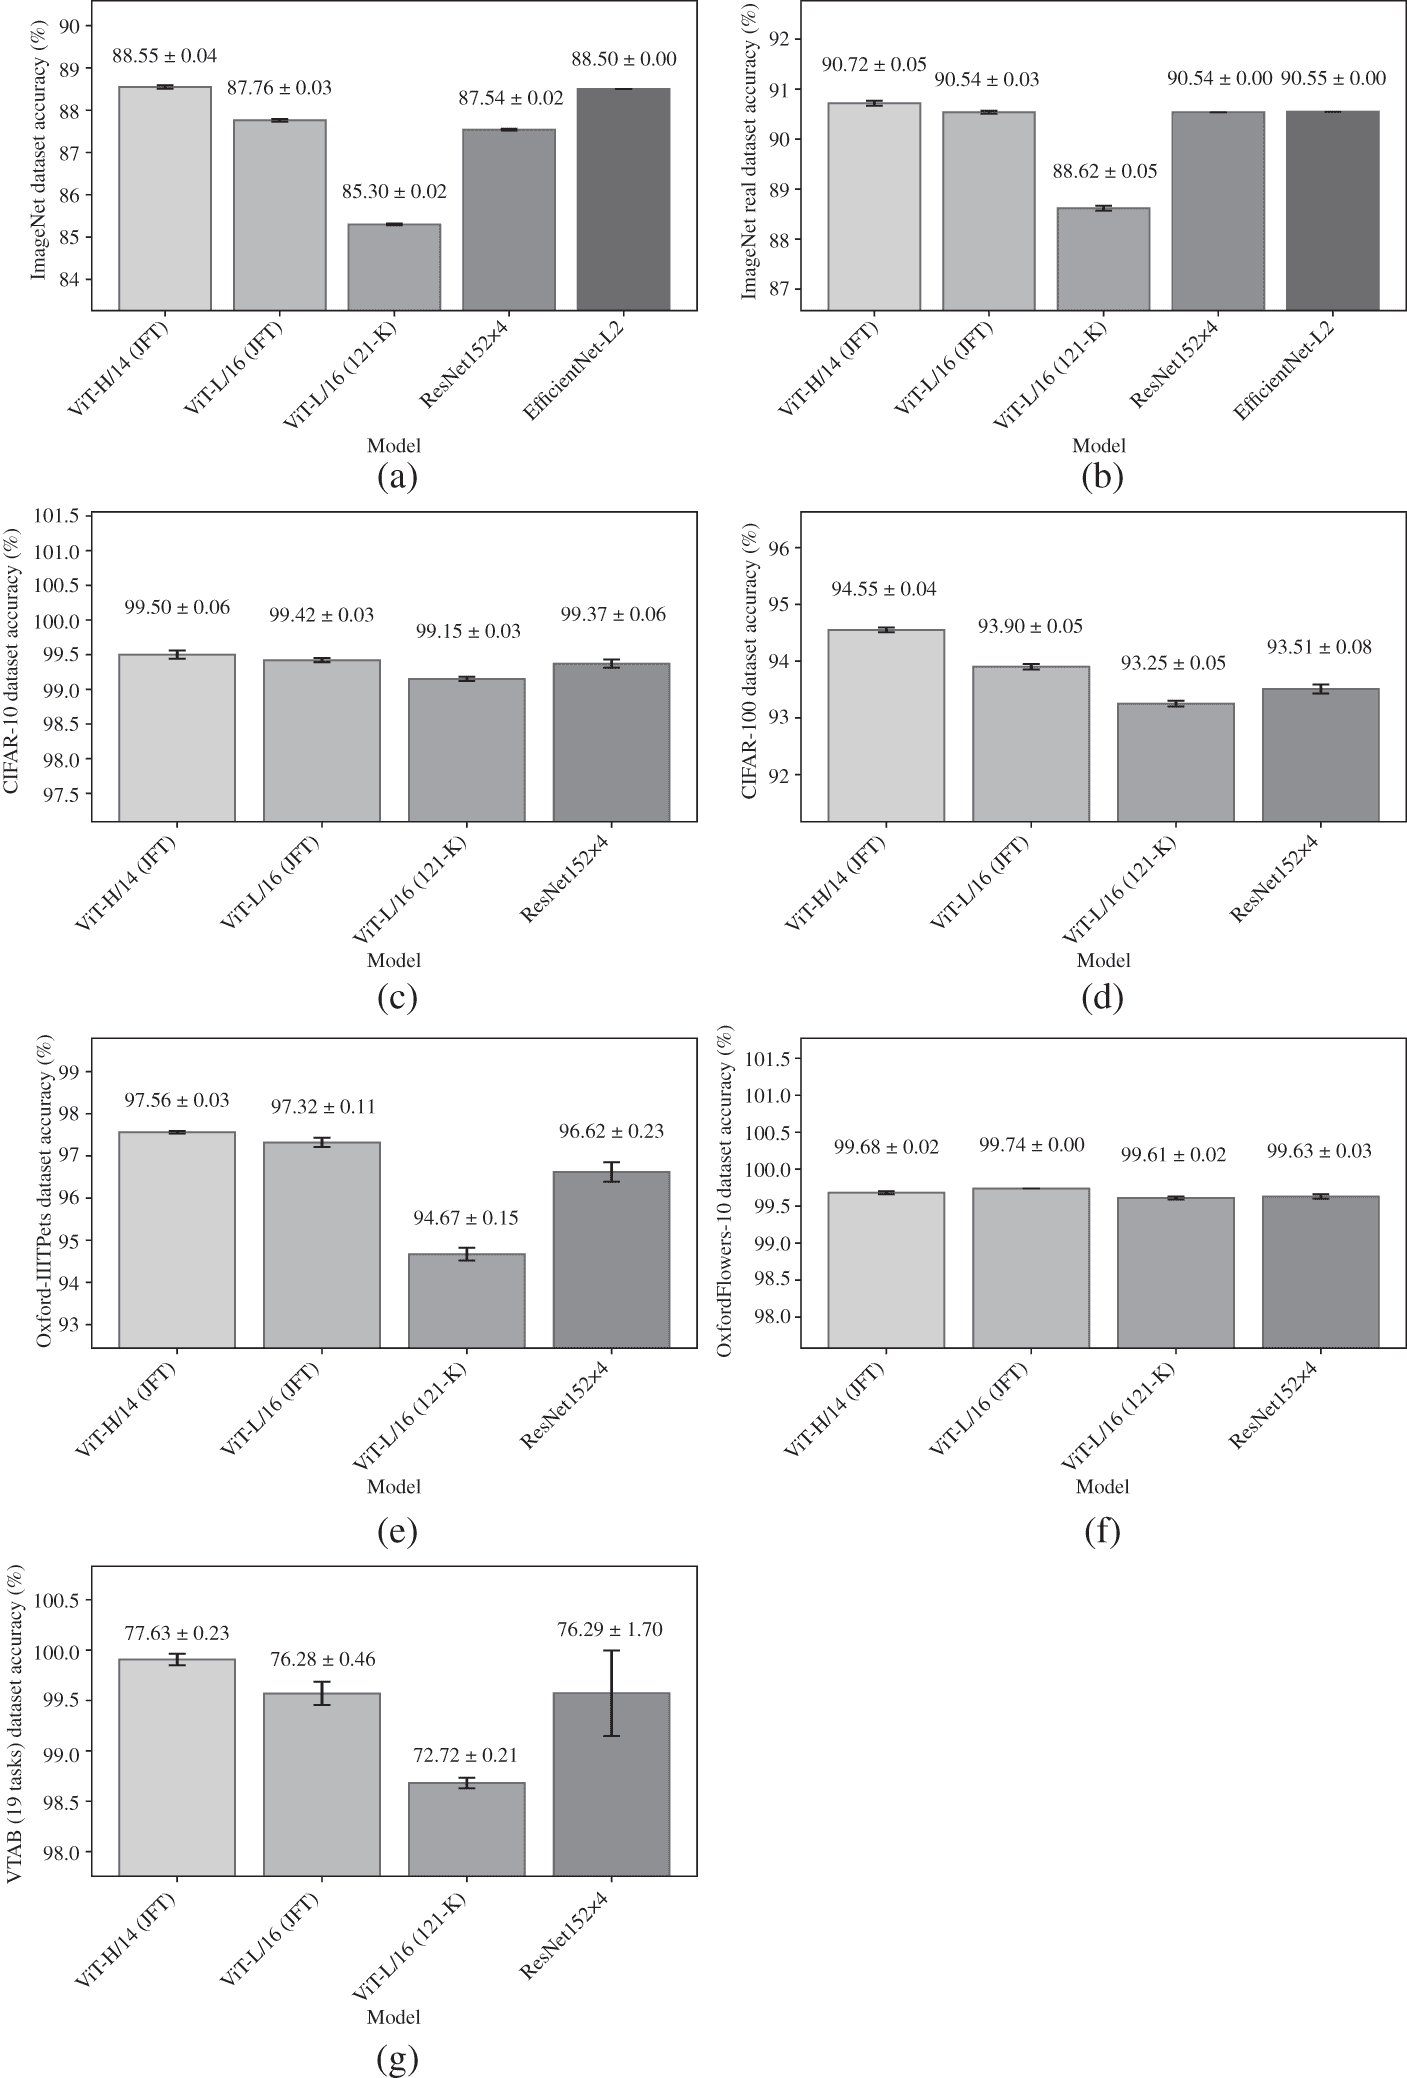 ImageNet dataset accuracy (%)
90
89
88
87
86
85
84
88.55 ± 0.04
87.76 ± 0.03
85.30 ± 0.02
87.54 ± 0.02
88.50 ± 0.00
ViT-H/14 (JFT)
ViT-L/16 (JFT)
ViT-L/16 (121-K)
ResNet152×4
EfficientNet-L2
Model
(a)
ImageNet real dataset accuracy (%)
92
91
90
89
88
87
90.72 ± 0.05
90.54 ± 0.03
88.62 ± 0.05
90.54 ± 0.00
90.55 ± 0.00
ViT-H/14 (JFT)
ViT-L/16 (JFT)
ViT-L/16 (121-K)
ResNet152×4
EfficientNet-L2
Model
(b)
CIFAR-10 dataset accuracy (%)
101.5
101.0
100.5
100.0
99.5
99.0
98.5
98.0
97.5
99.50 ± 0.06
99.42 ± 0.03
99.15 ± 0.03
99.37 ± 0.06
ViT-H/14 (JFT)
ViT-L/16 (JFT)
ViT-L/16 (121-K)
ResNet152×4
Model
(c)
CIFAR-100 dataset accuracy (%)
96
95
94
93
92
94.55 ± 0.04
93.90 ± 0.05
93.25 ± 0.05
93.51 ± 0.08
ViT-H/14 (JFT)
ViT-L/16 (JFT)
ViT-L/16 (121-K)
ResNet152×4
Model
(d)
Oxford-IIITPets dataset accuracy (%)
99
98
97
96
95
94
93
97.56 ± 0.03
97.32 ± 0.11
94.67 ± 0.15
96.62 ± 0.23
ViT-H/14 (JFT)
ViT-L/16 (JFT)
ViT-L/16 (121-K)
ResNet152×4
Model
(e)
OxfordFlowers-10 dataset accuracy (%)
101.5
101.0
100.5
100.0
99.5
99.0
98.5
98.0
99.68 ± 0.02
99.74 ± 0.00
99.61 ± 0.02
99.63 ± 0.03
ViT-H/14 (JFT)
ViT-L/16 (JFT)
ViT-L/16 (121-K)
ResNet152×4
Model
(f)
VTAB (19 tasks) dataset accuracy (%)
100.5
100.0
99.5
99.0
98.5
98.0
77.63 ± 0.23
76.28 ± 0.46
72.72 ± 0.21
76.29 ± 1.70
ViT-H/14 (JFT)
ViT-L/16 (JFT)
ViT-L/16 (121-K)
ResNet152×4
Model
(g)